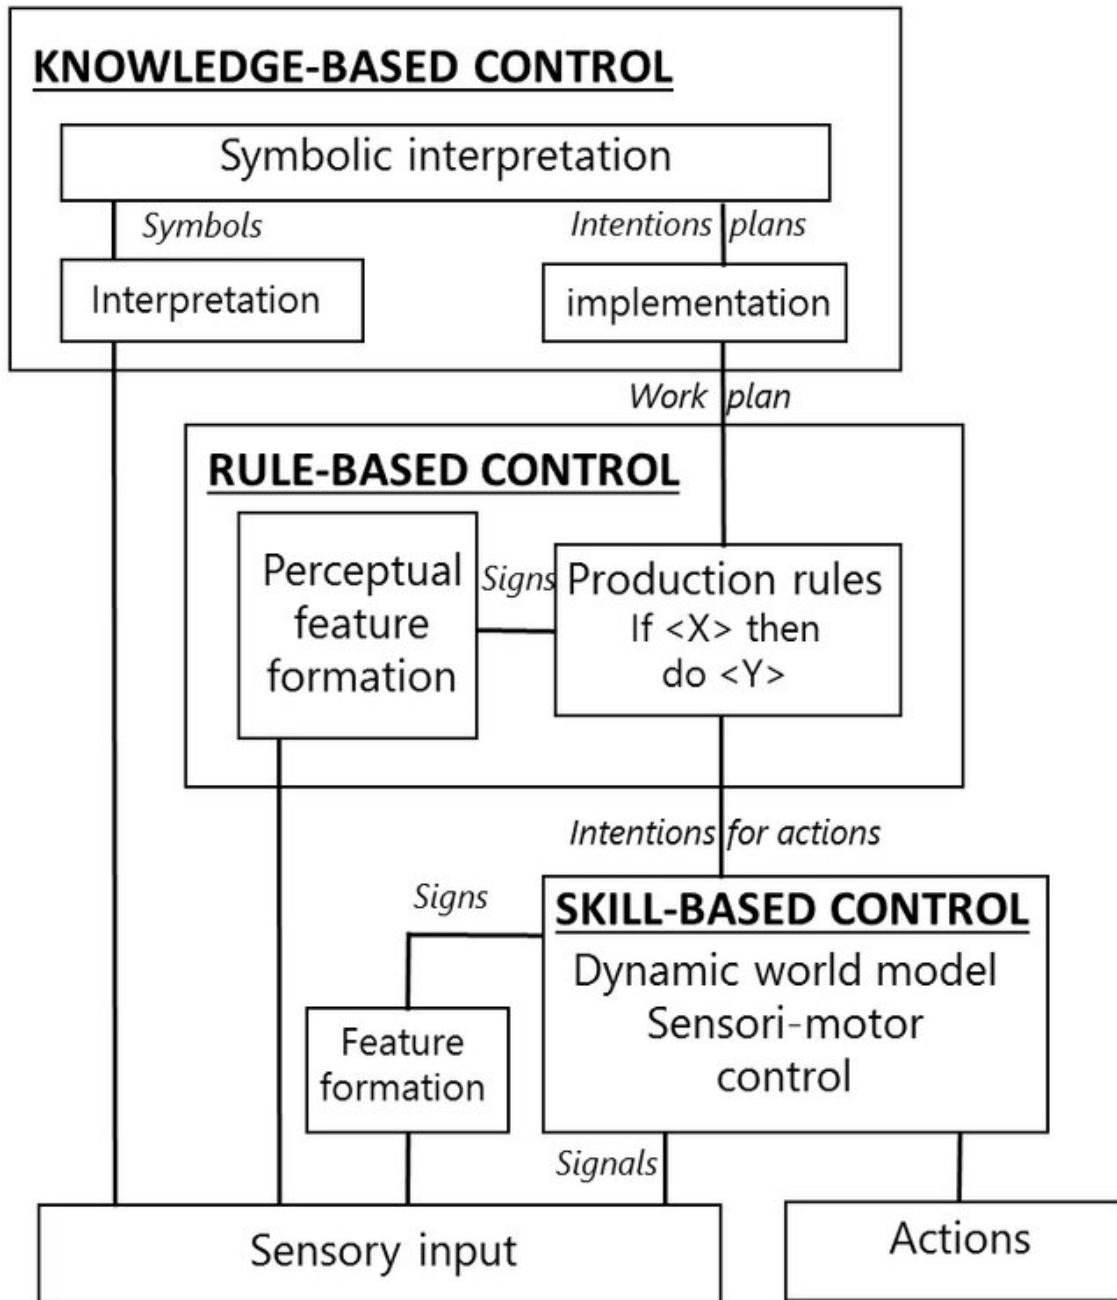 KNOWLEDGE-BASED CONTROL
Symbolic interpretation
Symbols
Intentions plans
Interpretation
implementation
Work plan
RULE-BASED CONTROL
Perceptual
feature
formation
Signs
Production rules
If <X> then
do <Y>
Intentions for actions
Signs
SKILL-BASED CONTROL
Dynamic world model
Sensori-motor
control
Feature
formation
Signals
Sensory input
Actions